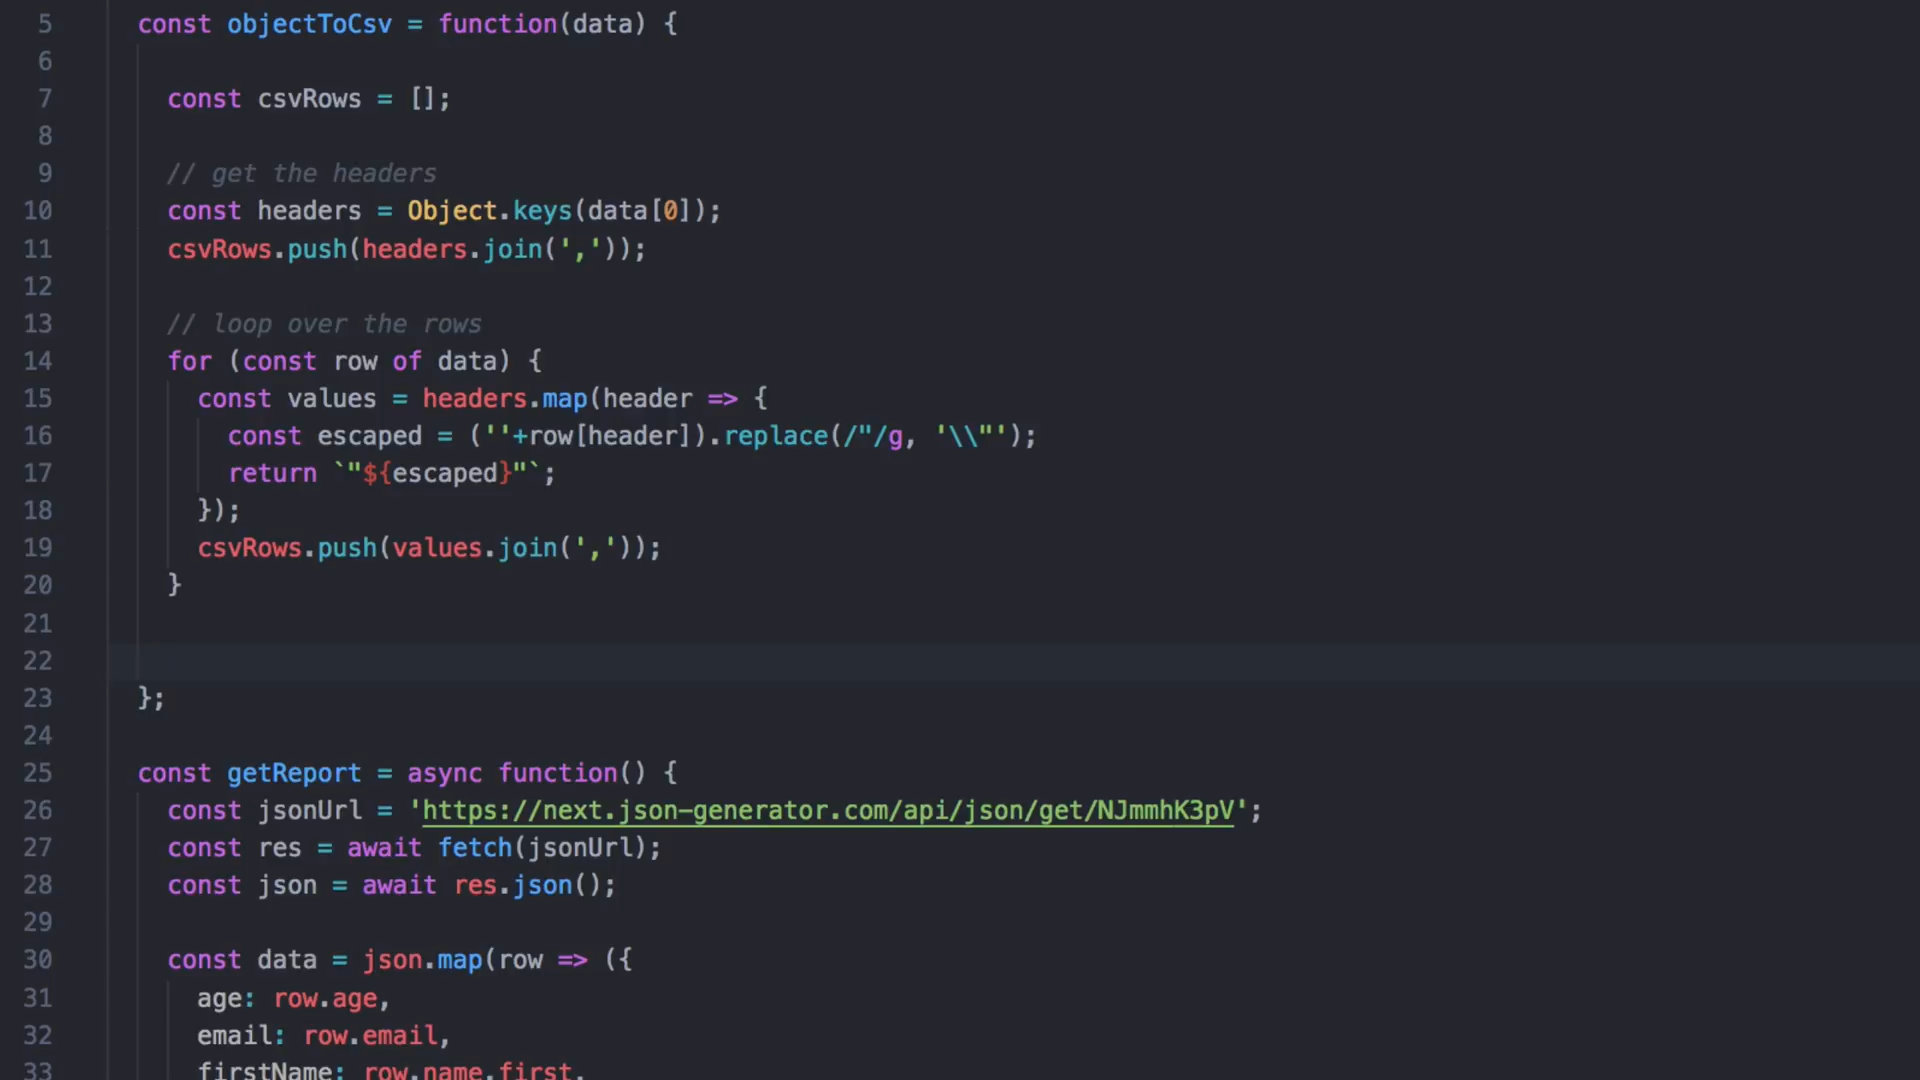 5 const objectToCsv = function(data) {
6
7 const csvRows = [];
8
9 // get the headers
10 const headers = Object.keys(data[0]);
11 csvRows.push(headers.join(','));
12
13 // loop over the rows
14 for (const row of data) {
15 const values = headers.map(header => {
16 const escaped = (''+row[header]).replace(/"/g, '\\"');
17 return `"${escaped}"`;
18 });
19 csvRows.push(values.join(','));
20 }
21
22
23 };
24
25 const getReport = async function() {
26 const jsonUrl = 'https://next.json-generator.com/api/json/get/NJmmhK3pV';
27 const res = await fetch(jsonUrl);
28 const json = await res.json();
29
30 const data = json.map(row => ({
31 age: row.age,
32 email: row.email,
33 firstName: row.name.first,